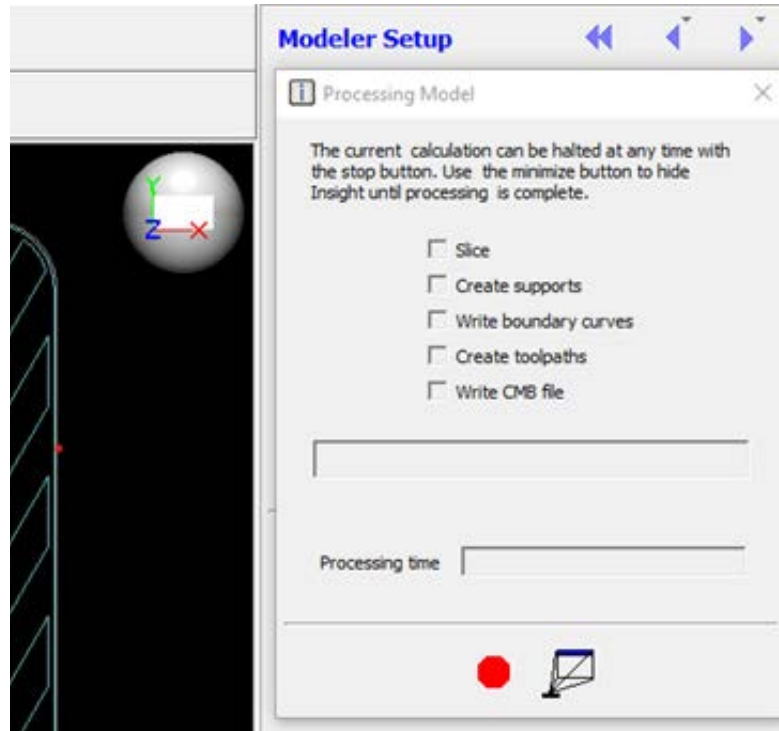 Modeler Setup
Processing Model
The current calculation can be halted at any time with
the stop button. Use the minimize button to hide
Insight until processing is complete.
Slice
Create supports
Write boundary curves
Create toolpaths
Write CMB file
Processing time
Y
Z X